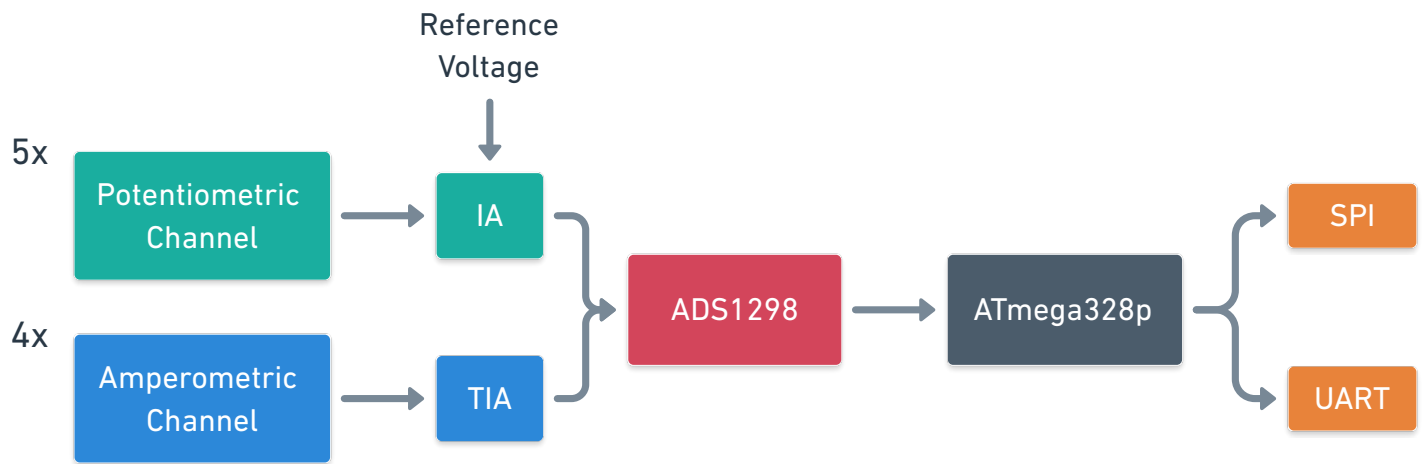 Reference
Voltage
5x
Potentiometric
Channel
IA
SPI
ADS1298
ATmega328p
4x
Amperometric
Channel
TIA
UART